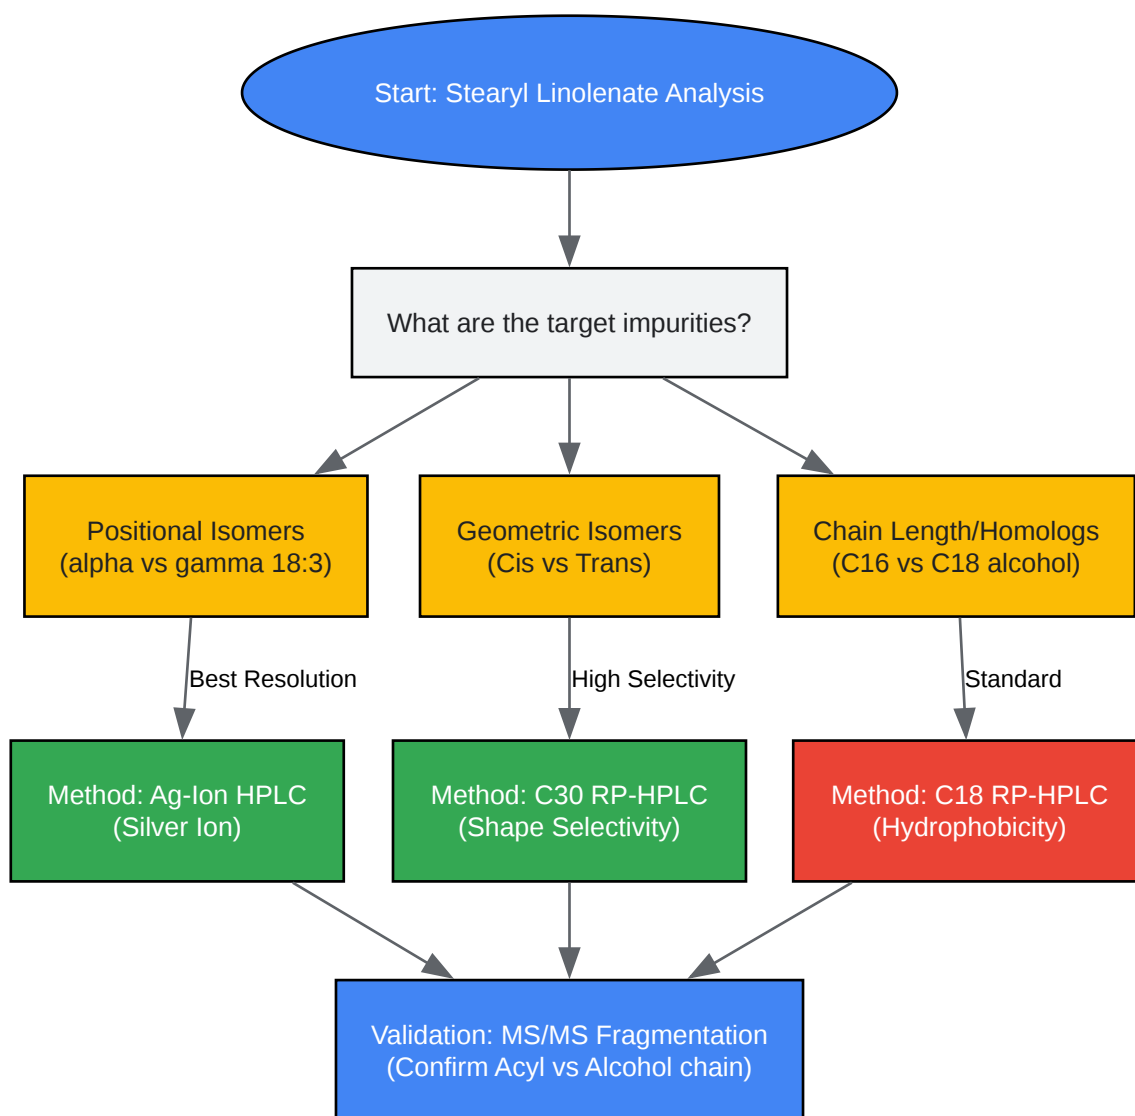 Start: Stearyl Linolenate Analysis
What are the target impurities?
Positional Isomers
(alpha vs gamma 18:3)
Geometric Isomers
(Cis vs Trans)
Chain Length/Homologs
(C16 vs C18 alcohol)
Best Resolution
High Selectivity
Standard
Method: Ag-Ion HPLC
(Silver Ion)
Method: C30 RP-HPLC
(Shape Selectivity)
Method: C18 RP-HPLC
(Hydrophobicity)
Validation: MS/MS Fragmentation
(Confirm Acyl vs Alcohol chain)